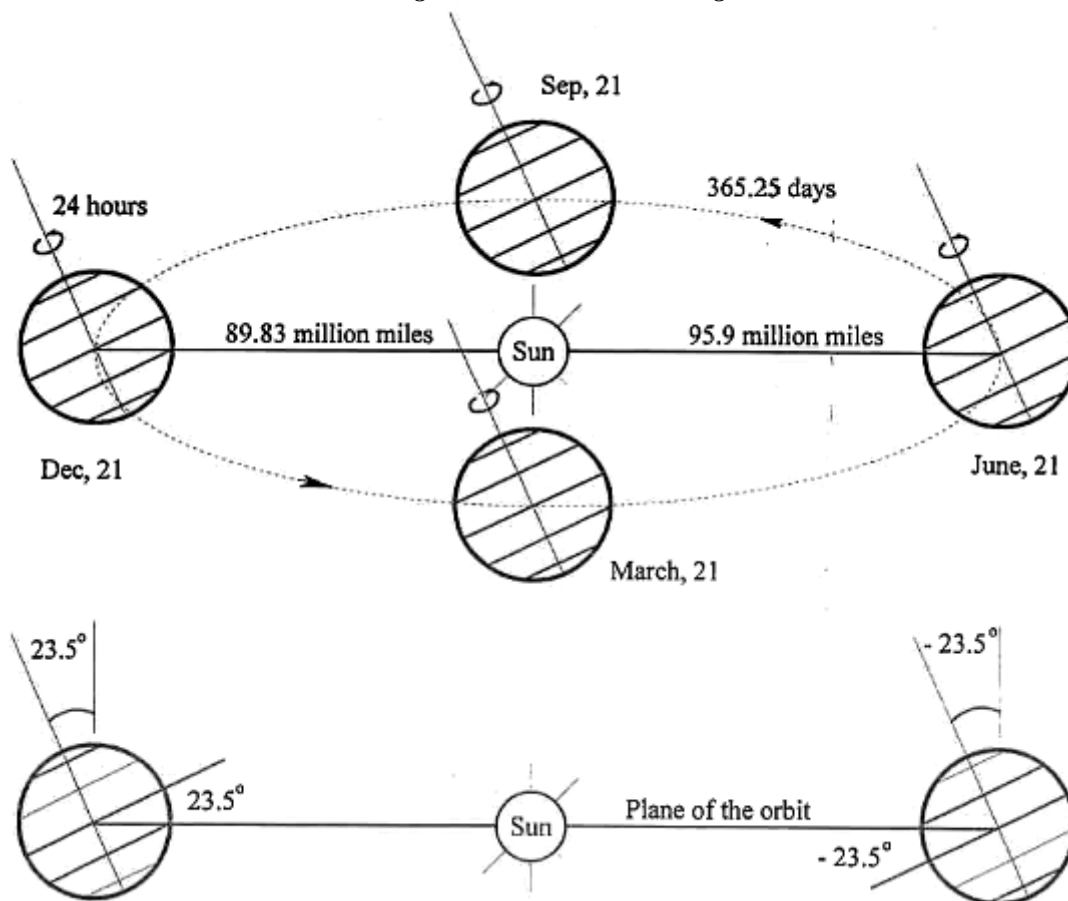 Sep, 21
24 hours
365.25 days
89.83 million miles
Sun
95.9 million miles
Dec, 21
June, 21
March, 21
23.5°
- 23.5°
23.5°
Sun
Plane of the orbit
- 23.5°